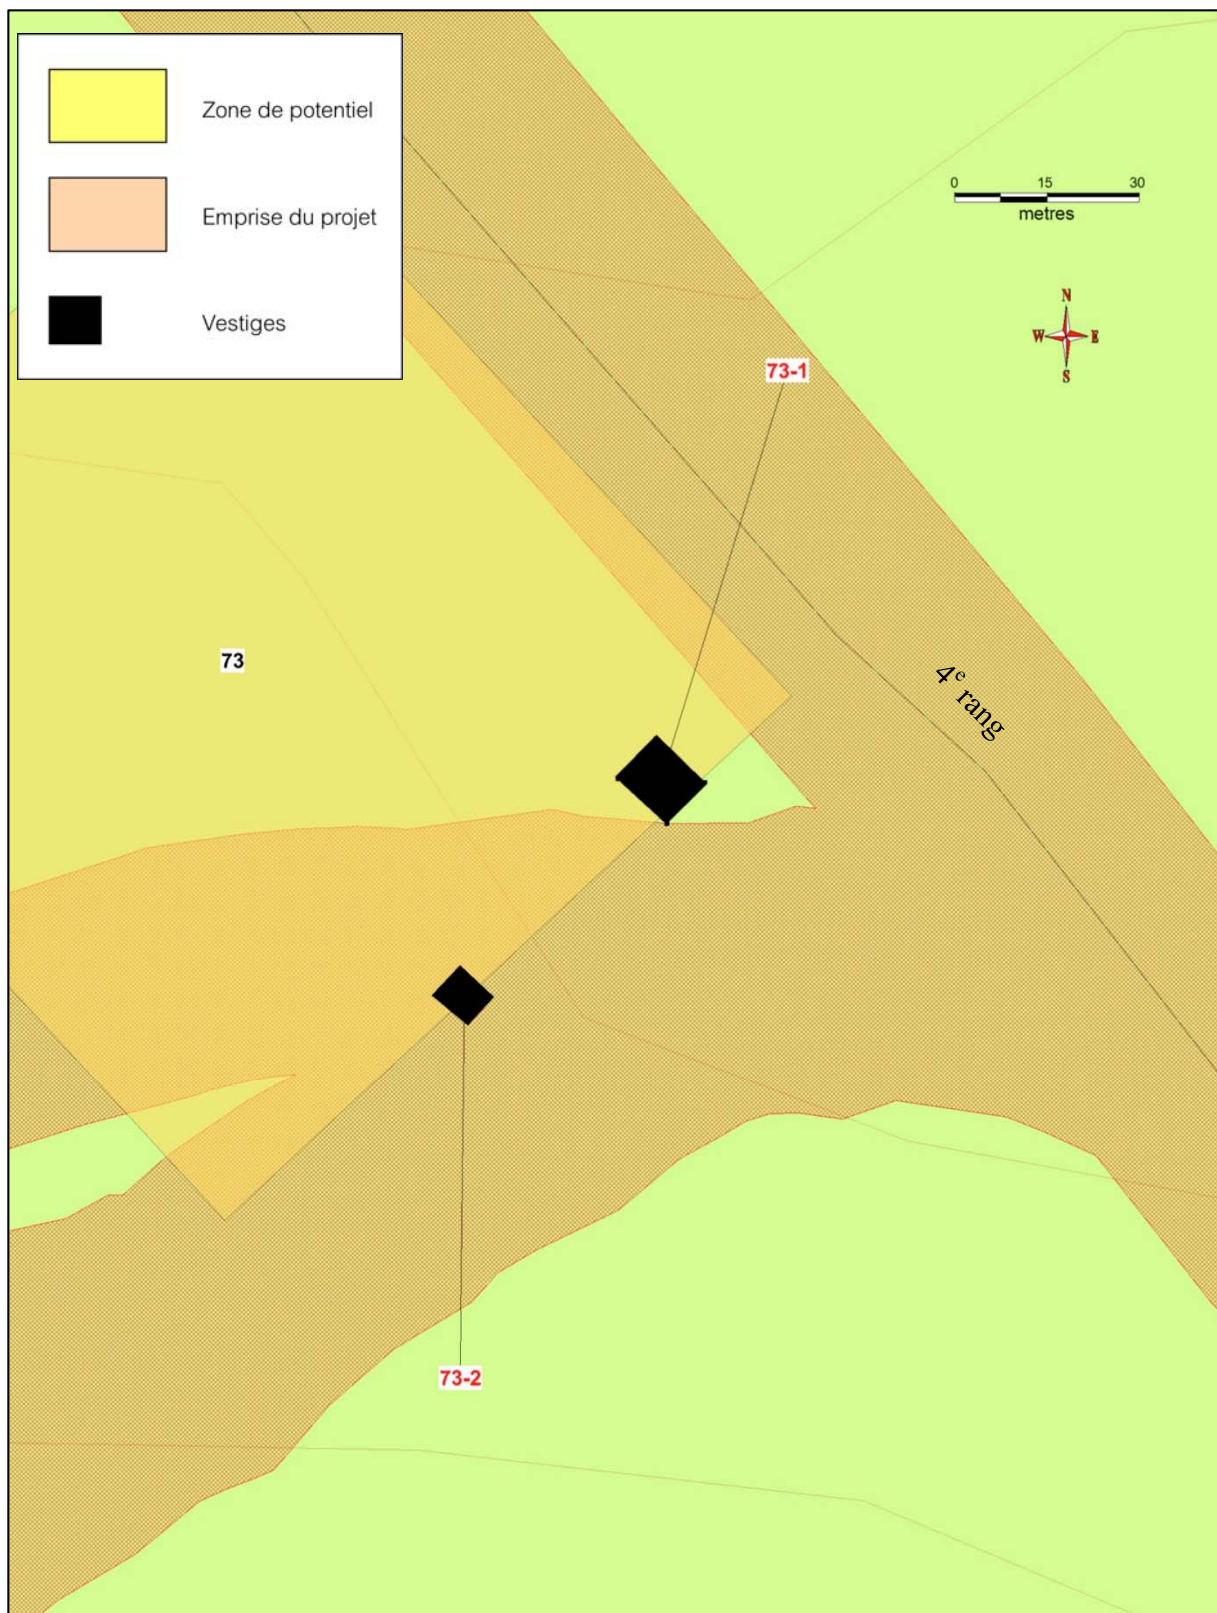 Zone de potentiel
Emprise du projet
Vestiges
0 15 30
metres
N
W E
S
73-1
73
4e rang
73-2